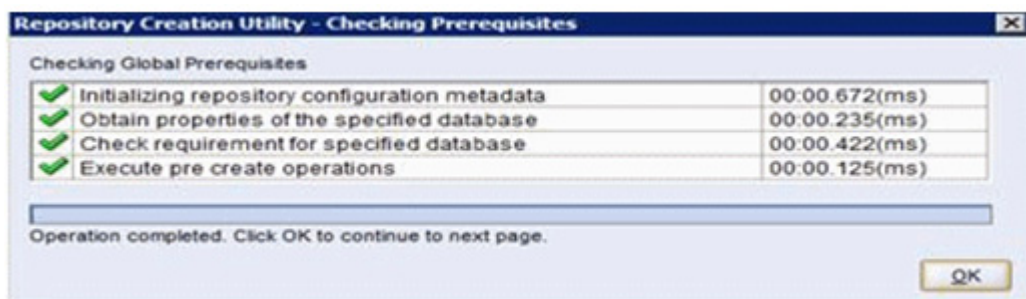 Repository Creation Utility - Checking Prerequisites
Checking Global Prerequisites
Initializing repository configuration metadata 00:00.672(ms)
Obtain properties of the specified database 00:00.235(ms)
Check requirement for specified database 00:00.422(ms)
Execute pre create operations 00:00.125(ms)
Operation completed. Click OK to continue to next page.
OK